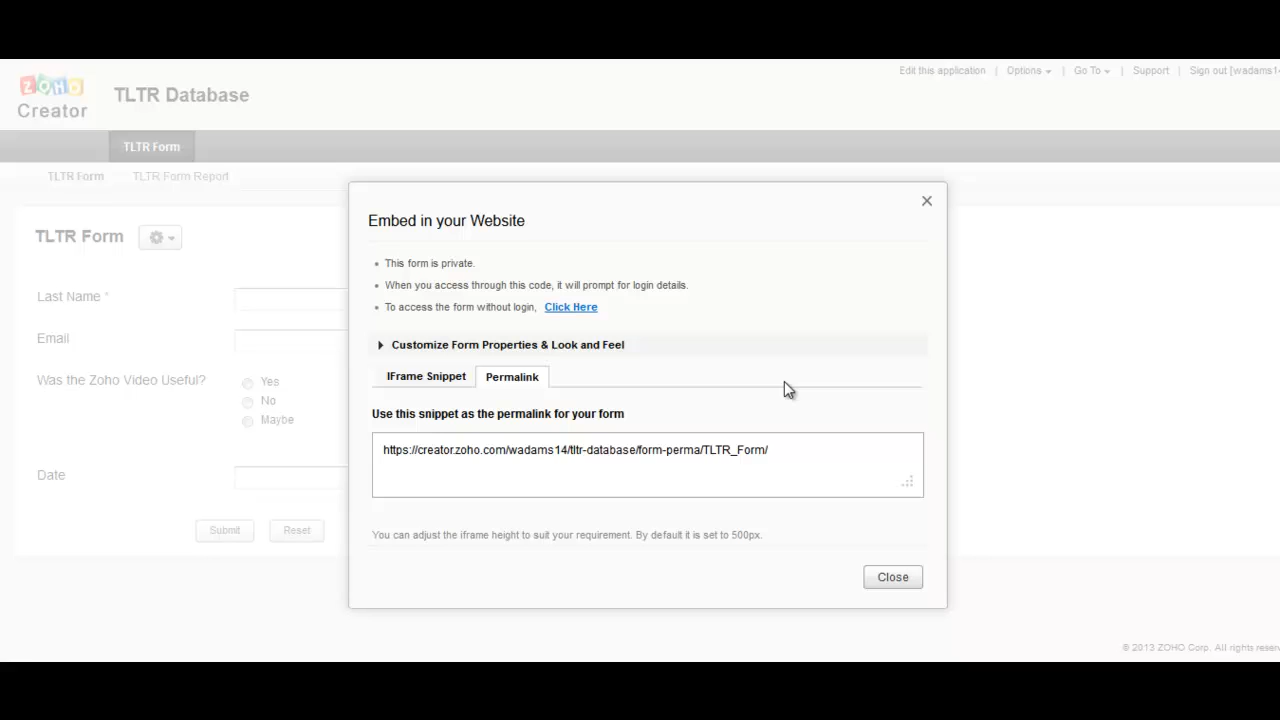 Edit this application | Options | Go To | Support | Sign out [wadams14
ZOHO
Creator
TLTR Database
TLTR Form
TLTR Form
TLTR Form Report
Embed in your Website
TLTR Form
This form is private.
When you access through this code, it will prompt for login details.
Last Name *
To access the form without login, Click Here
Email
Customize Form Properties & Look and Feel
Was the Zoho Video Useful?
Yes
No
Maybe
IFrame Snippet
Permalink
Use this snippet as the permalink for your form
https://creator.zoho.com/wadams14/tltr-database/form-perma/TLTR_Form/
Date
Submit
Reset
You can adjust the iframe height to suit your requirement. By default it is set to 500px.
Close
© 2013 ZOHO Corp. All rights reser